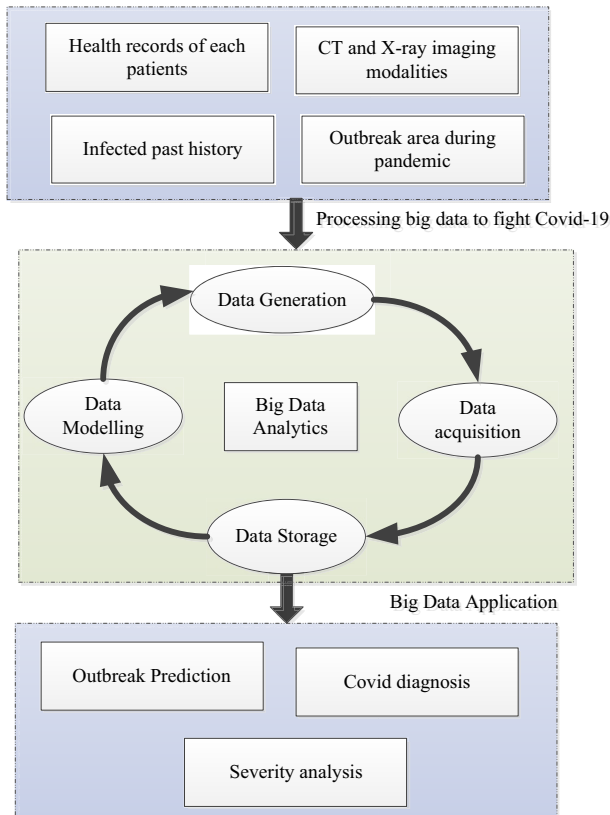 Health records of each
patients
CT and X-ray imaging
modalities
Infected past history
Outbreak area during
pandemic
Processing big data to fight Covid-19
Data Generation
Data
Modelling
Big Data
Analytics
Data
acquisition
Data Storage
Big Data Application
Outbreak Prediction
Covid diagnosis
Severity analysis